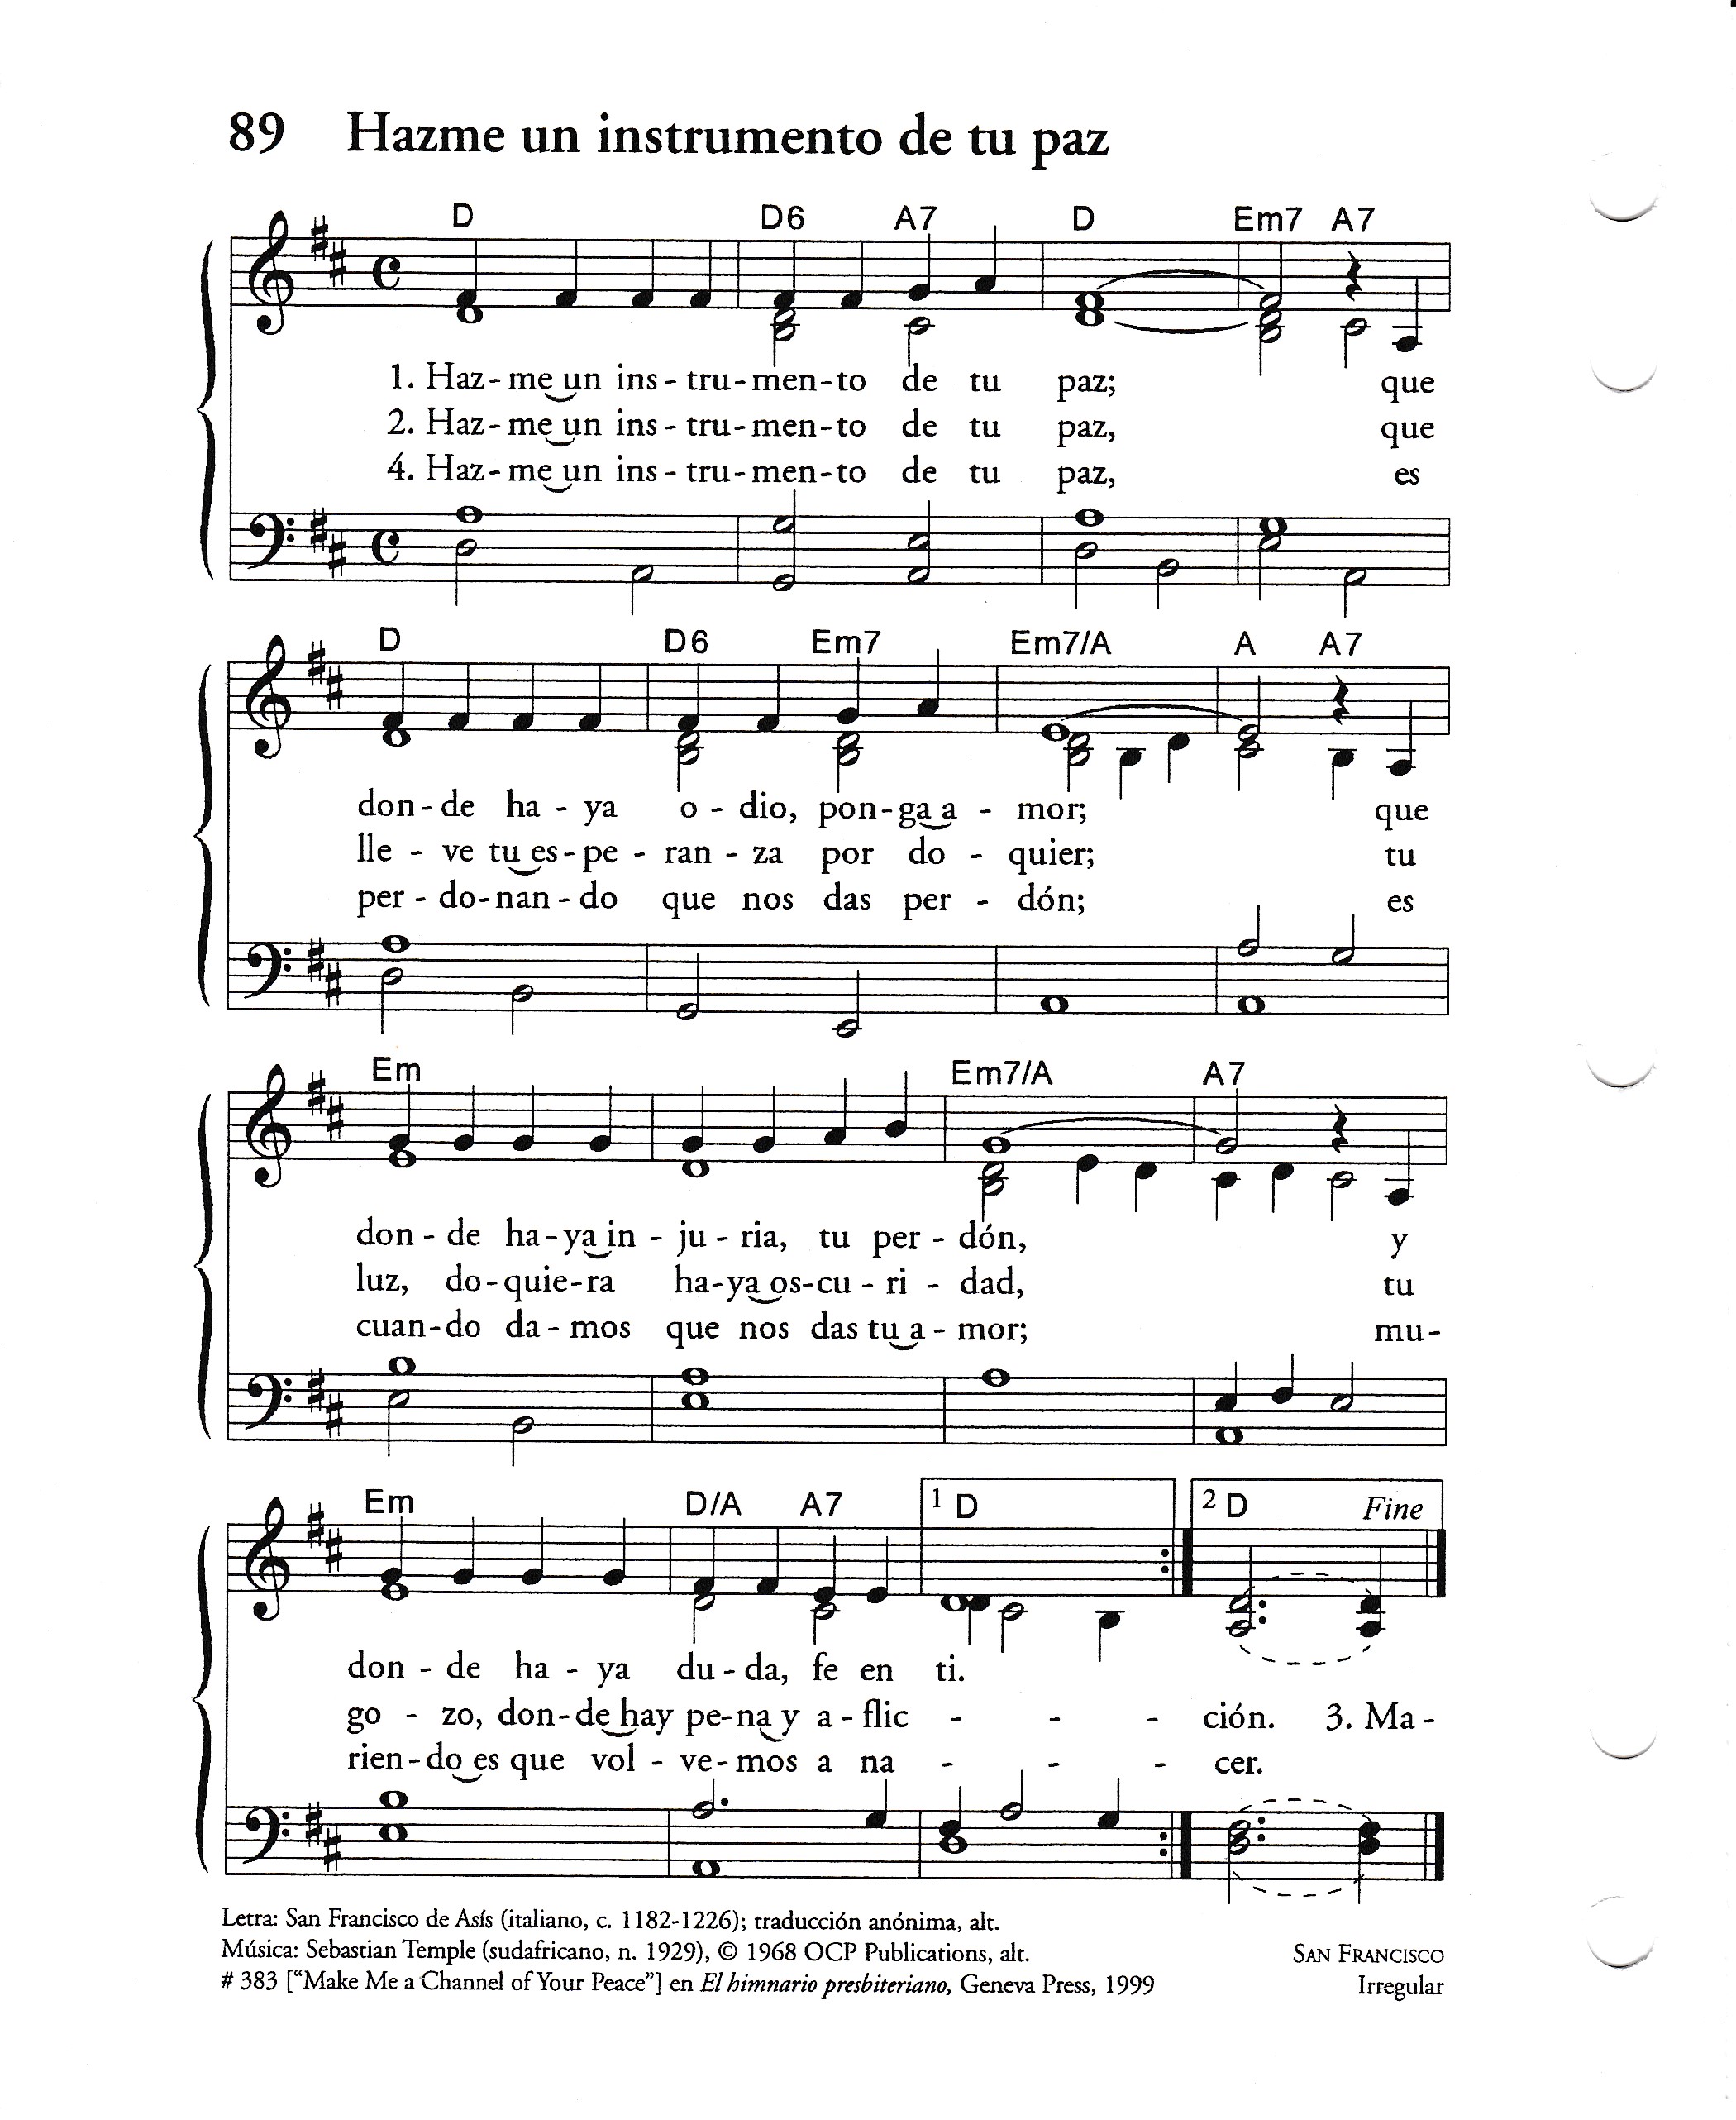 89 Hazme un instrumento de tu paz
D D6 A7 D Em7 A7
1. Haz-me un ins-tru-men-to de tu paz; que
2. Haz-me un ins-tru-men-to de tu paz, que
4. Haz-me un ins-tru-men-to de tu paz, es
D D6 Em7 Em7/A A A7
don-de ha-ya o-dio, pon-ga a-mor; que
lle-ve tu es-pe-ran-za por do-quier; tu
per-do-nan-do que nos das per-dón; es
Em Em7/A A7
don-de ha-ya in-ju-ria, tu per-dón, y
luz, do-quie-ra ha-ya os-cu-ri-dad, tu
cuan-do da-mos que nos das tu a-mor; mu-
Em D/A A7 1 D 2 D Fine
don-de ha-ya du-da, fe en ti.
go-zo, don-de hay pe-na y a-flic - - - ción. 3. Ma-
rien-do es que vol-ve-mos a na - - - cer.
Letra: San Francisco de Asís (italiano, c. 1182-1226); traducción anónima, alt.
Música: Sebastian Temple (sudafricano, n. 1929), © 1968 OCP Publications, alt. SAN FRANCISCO
# 383 ["Make Me a Channel of Your Peace"] en El himnario presbiteriano, Geneva Press, 1999 Irregular